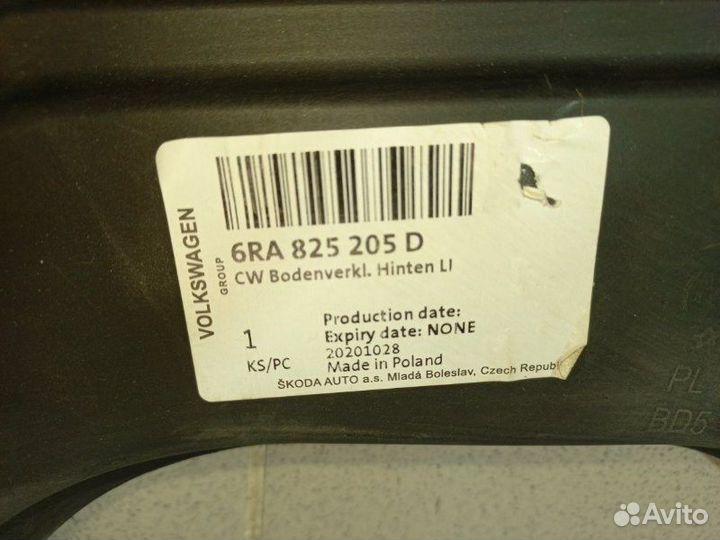 VOLKSWAGEN
GROUP
6RA 825 205 D
CW Bodenverkl. Hinten LI
1
KS/PC
Production date:
Expiry date: NONE
20201028
Made in Poland
ŠKODA AUTO a.s. Mladá Boleslav, Czech Republi
PL
BD5
Avito